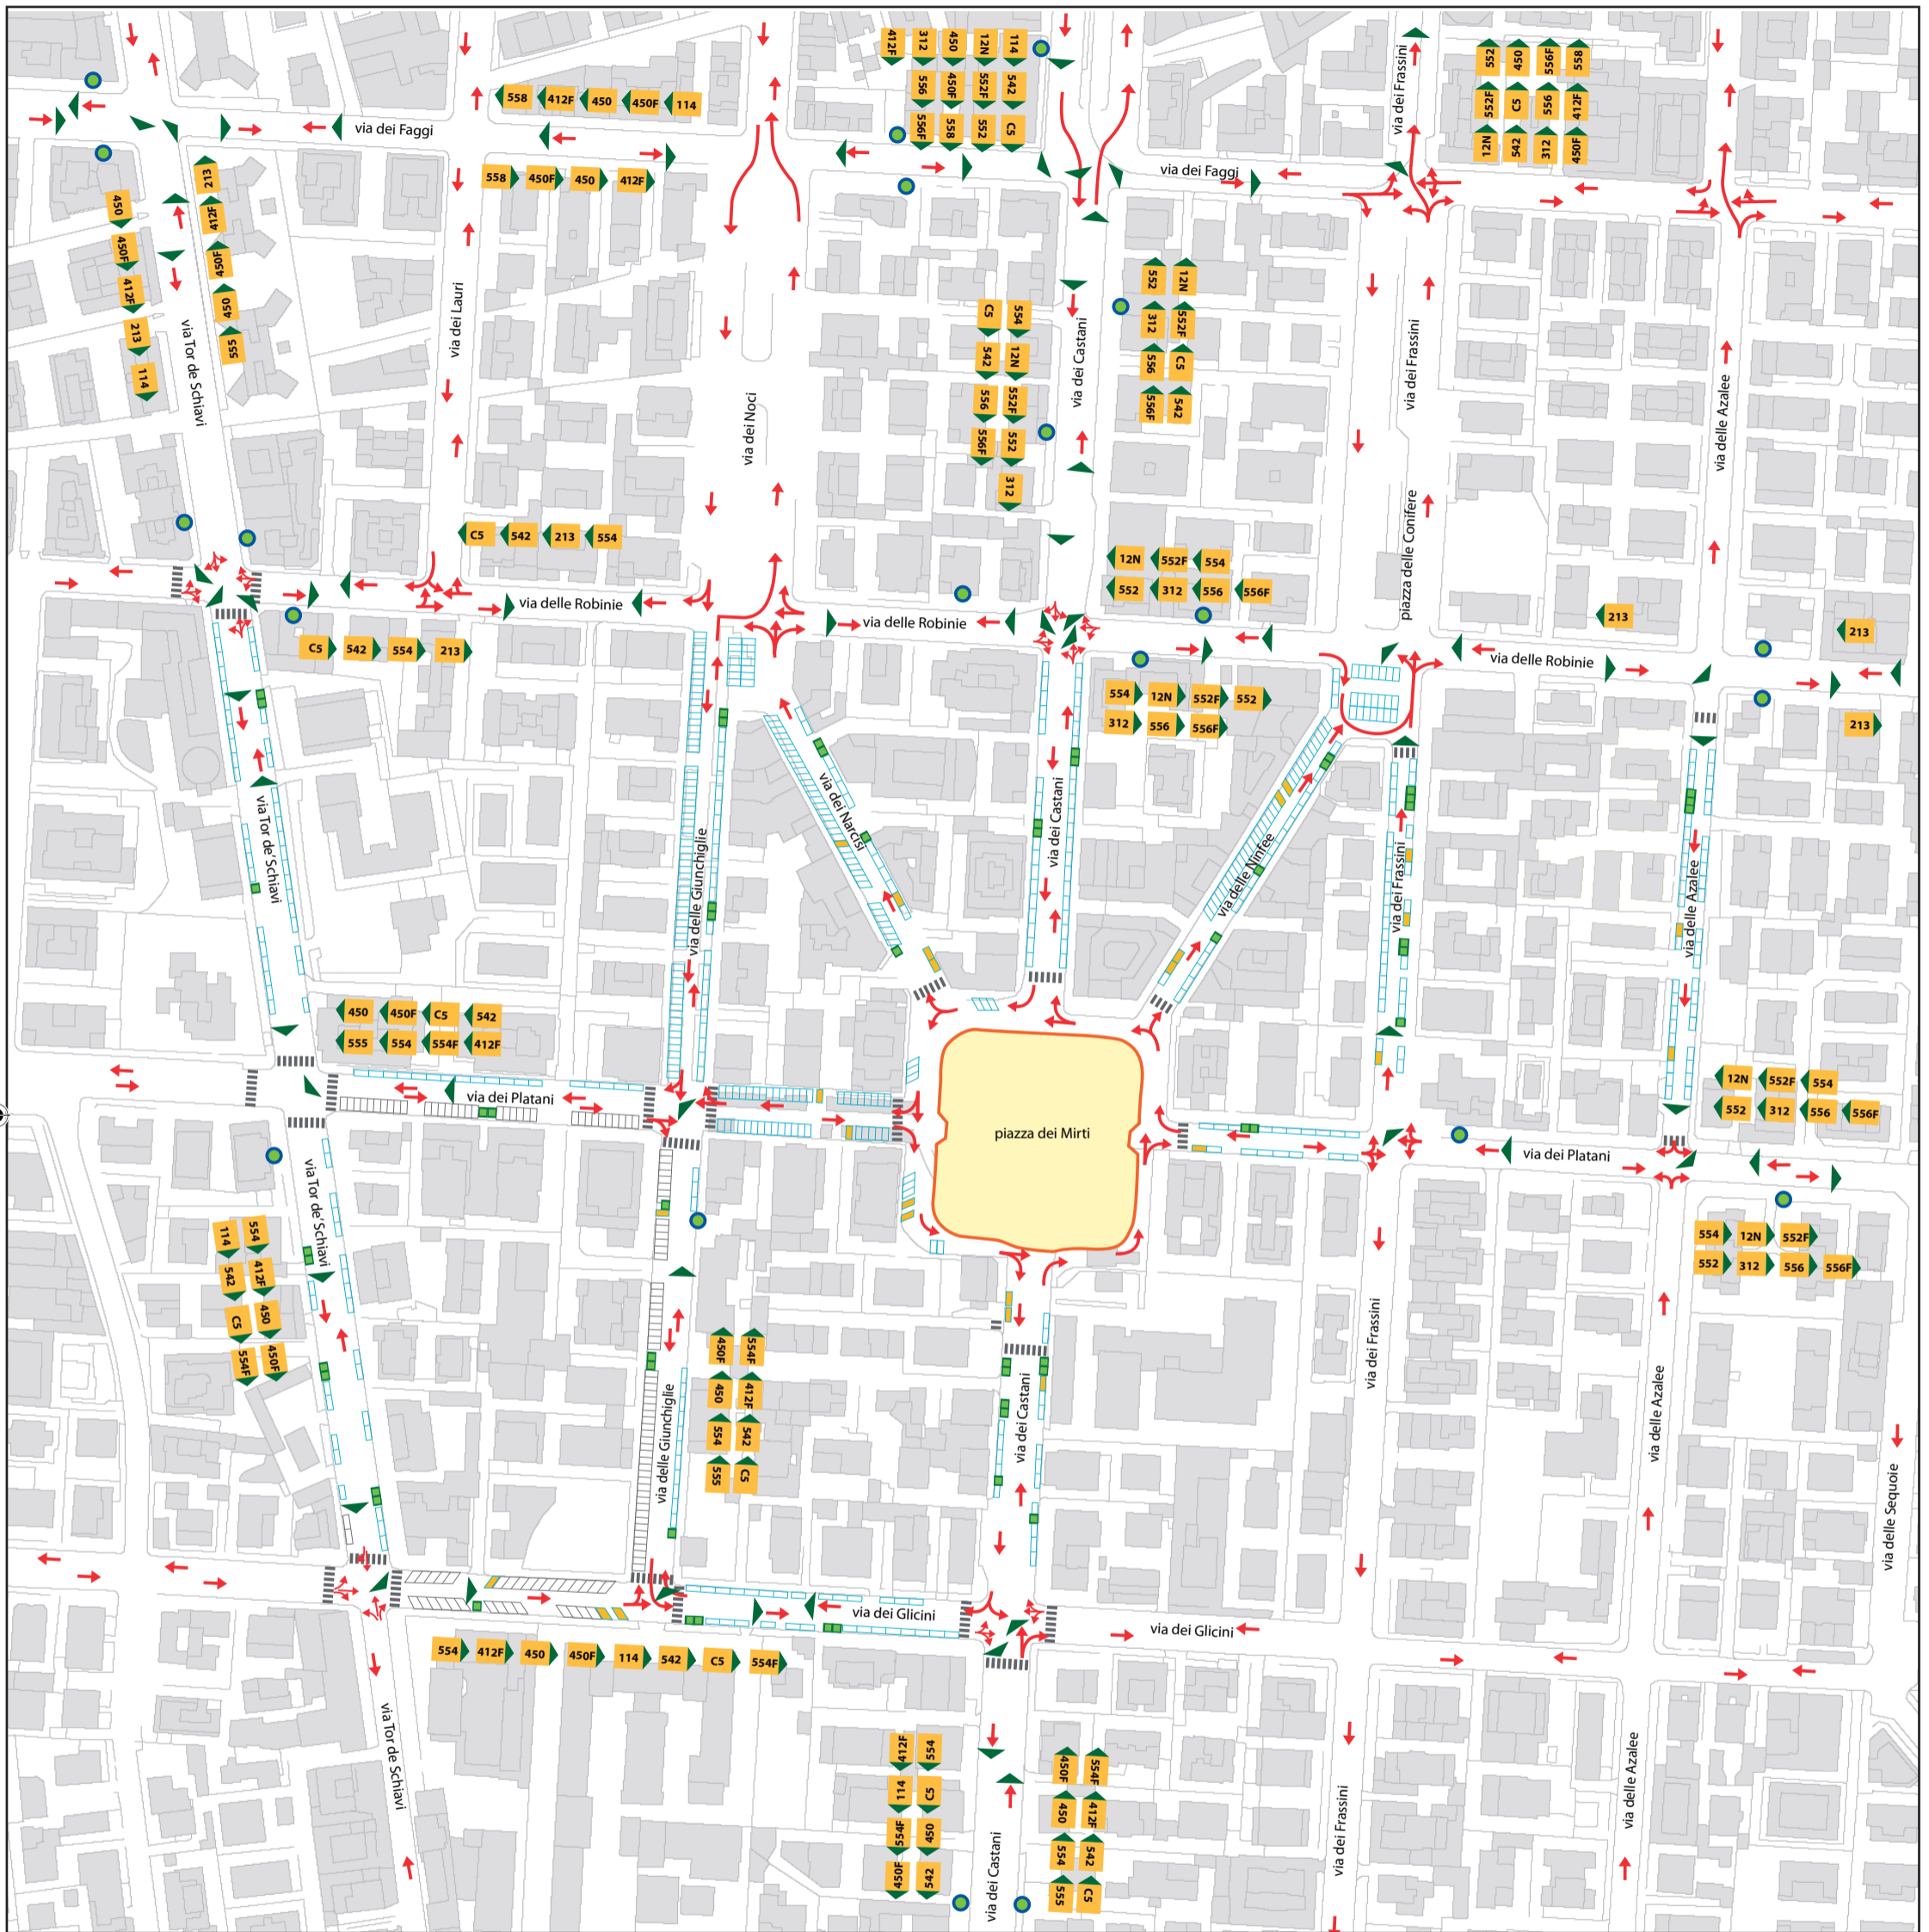 412F 312 450 12N 114
556 450F 552F 542
556F 558 552 C5
552 450 556F 558
552F C5 556 412F
12N 542 312 450F
via dei Frassini
558 412F 450 450F 114
via dei Faggi
558 450F 450 412F
via dei Faggi
213
412F
450F
450
555
450
450F
412F
213
114
via Tor de Schiavi
via dei Lauri
via dei Noci
C5 554
542 12N
556 552F
556F 552
312
via dei Castani
552 12N
312 552F
556 C5
556F 542
via dei Frassini
via delle Azalee
piazza delle Conifere
C5 542 213 554
12N 552F 554
552 312 556 556F
via delle Robinie
via delle Robinie
213
213
via delle Robinie
C5 542 554 213
554 12N 552F 552
312 556 556F
213
via Tor de' Schiavi
via delle Giunchiglie
via dei Narcisi
via dei Castani
via delle Ninfee
via dei Frassini
via delle Azalee
450 450F C5 542
555 554 554F 412F
via dei Platani
piazza dei Mirti
12N 552F 554
552 312 556 556F
via dei Platani
554 12N 552F
552 312 556 556F
via Tor de' Schiavi
114 554
542 412F
C5 450
554F 450F
450F 554F
450 412F
554 542
555 C5
via delle Giunchiglie
via dei Castani
via dei Frassini
via delle Azalee
via delle Sequoie
via dei Glicini
via dei Glicini
554 412F 450 450F 114 542 C5 554F
via Tor de Schiavi
412F 554
114 C5
554F 450
450F 542
via dei Castani
450F 554F
450 412F
554 542
555 C5
via dei Frassini
via delle Azalee